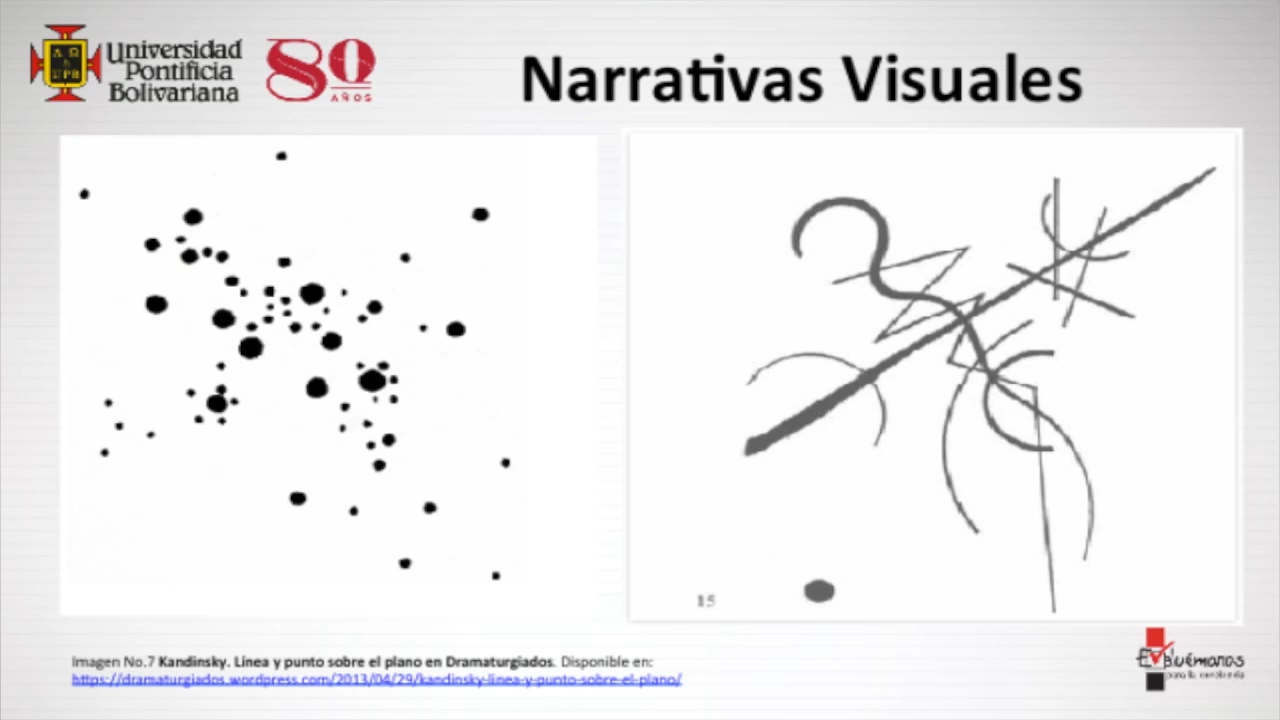 Universidad
Pontificia
Bolivariana
80
AÑOS
Narrativas Visuales
15
Imagen No.7 Kandinsky. Línea y punto sobre el plano en Dramaturgiados. Disponible en:
https://dramaturgiados.wordpress.com/2013/04/29/kandinsky-linea-y-punto-sobre-el-plano/